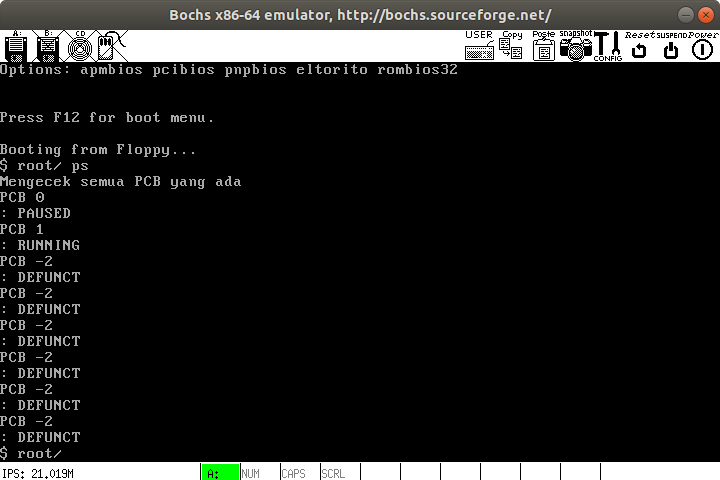 Bochs x86-64 emulator, http://bochs.sourceforge.net/
A: B: CD USER Copy Paste Snapshot CONFIG Reset SUSPEND Power
Options: apmbios pcibios pnpbios eltorito rombios32
Press F12 for boot menu.
Booting from Floppy...
$ root/ ps
Mengecek semua PCB yang ada
PCB 0
: PAUSED
PCB 1
: RUNNING
PCB -2
: DEFUNCT
PCB -2
: DEFUNCT
PCB -2
: DEFUNCT
PCB -2
: DEFUNCT
PCB -2
: DEFUNCT
PCB -2
: DEFUNCT
$ root/
IPS: 21.019M A: NUM CAPS SCRL